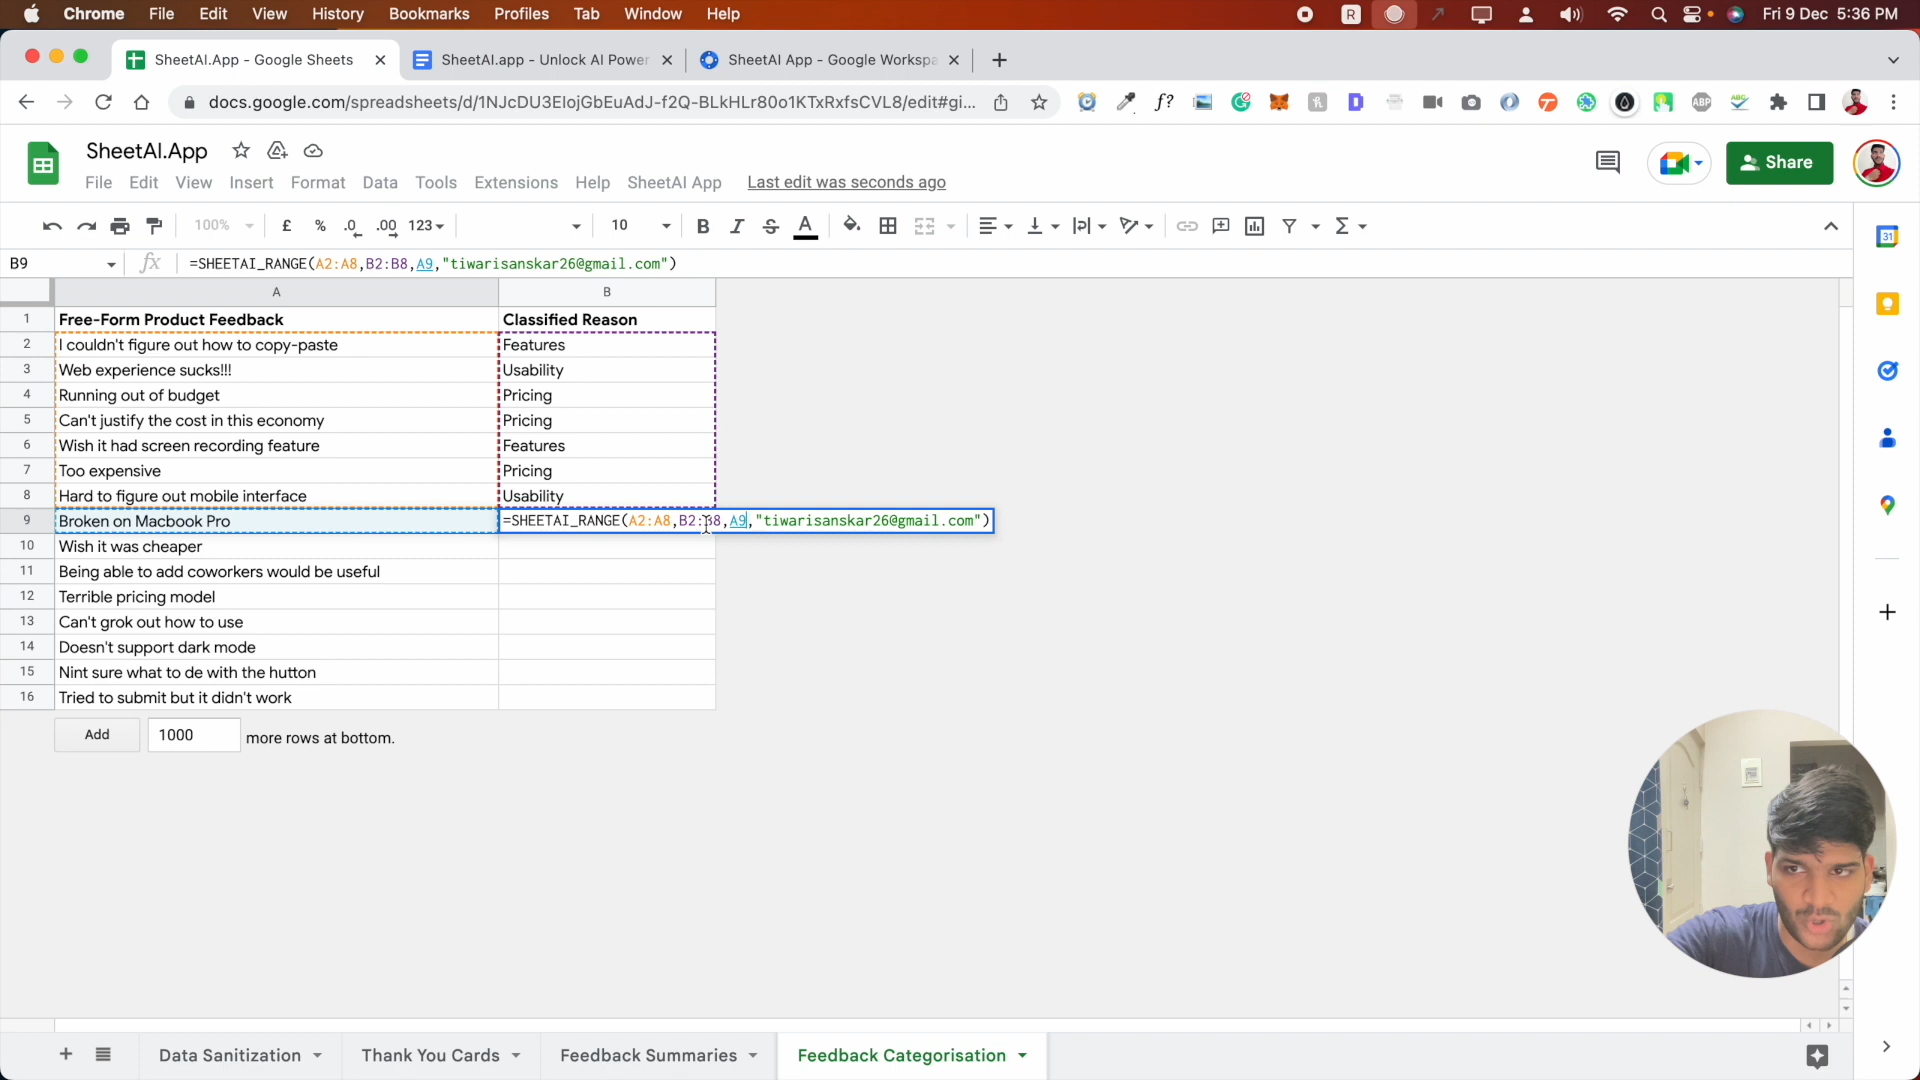 Chrome File Edit View History Bookmarks Profiles Tab Window Help
R
Fri 9 Dec 5:36 PM
SheetAI.App - Google Sheets
SheetAI.app - Unlock AI Power
SheetAI App - Google Workspa
docs.google.com/spreadsheets/d/1NJcDU3EIojGbEuAdJ-f2Q-BLkHLr80o1KTxRxfsCVL8/edit#gi...
f?
D
ABP
ABC
SheetAI.App
File Edit View Insert Format Data Tools Extensions Help SheetAI App Last edit was seconds ago
Share
100% £ % .0 .00 123 10 B I S A Σ
31
B9 fx =SHEETAI_RANGE(A2:A8,B2:B8,A9,"tiwarisanskar26@gmail.com")
A B
1 Free-Form Product Feedback Classified Reason
2 I couldn't figure out how to copy-paste Features
3 Web experience sucks!!! Usability
4 Running out of budget Pricing
5 Can't justify the cost in this economy Pricing
6 Wish it had screen recording feature Features
7 Too expensive Pricing
8 Hard to figure out mobile interface Usability
9 Broken on Macbook Pro =SHEETAI_RANGE(A2:A8,B2:B8,A9,"tiwarisanskar26@gmail.com")
10 Wish it was cheaper
11 Being able to add coworkers would be useful
12 Terrible pricing model
13 Can't grok out how to use
14 Doesn't support dark mode
15 Nint sure what to de with the hutton
16 Tried to submit but it didn't work
Add 1000 more rows at bottom.
Data Sanitization Thank You Cards Feedback Summaries Feedback Categorisation